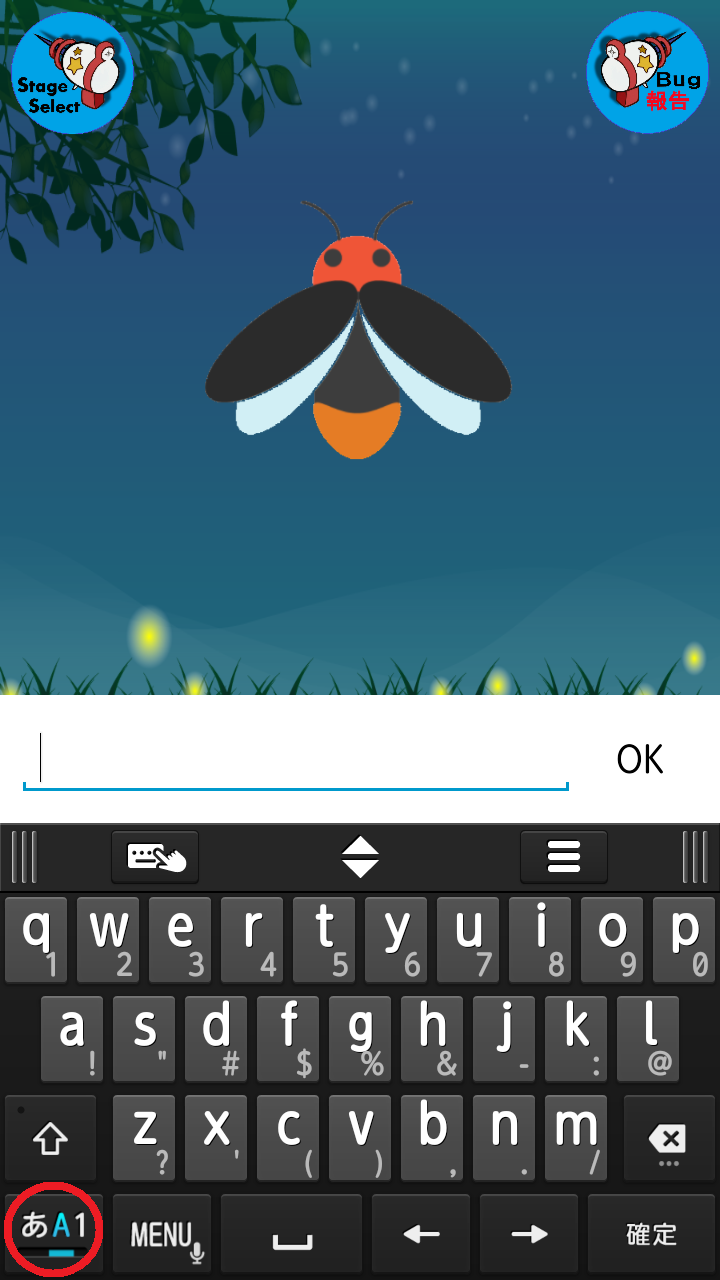 Stage
Select
Bug
報告
OK
q w e r t y u i o p
1 2 3 4 5 6 7 8 9 0
a s d f g h j k l
! " # $ % & - : @
z x c v b n m
? ' ( ) , . /
あA1 MENU 確定